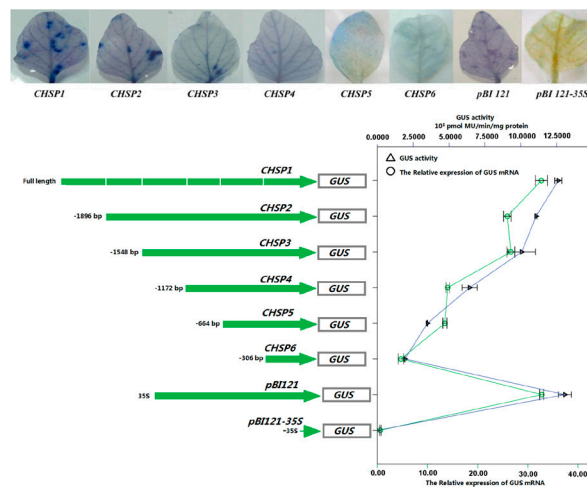 CHSP1 CHSP2 CHSP3 CHSP4 CHSP5 CHSP6 pBI 121 pBI 121-35S
GUS activity
10³ pmol MU/min/mg protein
0.0000 2.5000 5.0000 7.5000 10.0000 12.5000
GUS activity
The Relative expression of GUS mRNA
Full length CHSP1 GUS
-1896 bp CHSP2 GUS
-1548 bp CHSP3 GUS
-1172 bp CHSP4 GUS
-664 bp CHSP5 GUS
-306 bp CHSP6 GUS
35S pBI121 GUS
-35S pBI121-35S GUS
0.00 10.00 20.00 30.00 40.00
The Relative expression of GUS mRNA